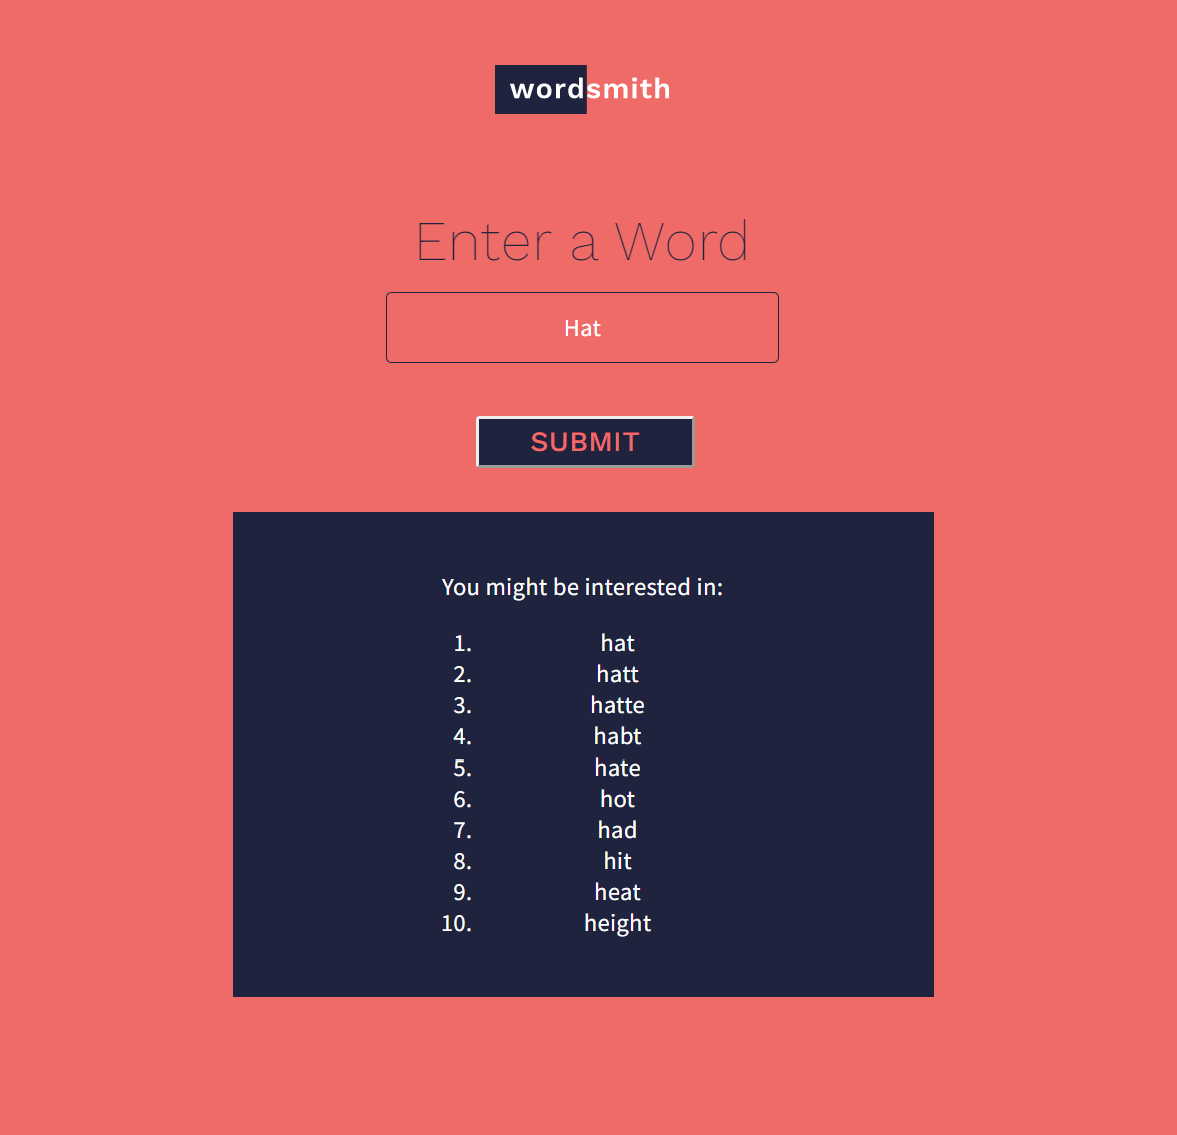 wordsmith
Enter a Word
Hat
SUBMIT
You might be interested in:
1. hat
2. hatt
3. hatte
4. habt
5. hate
6. hot
7. had
8. hit
9. heat
10. height